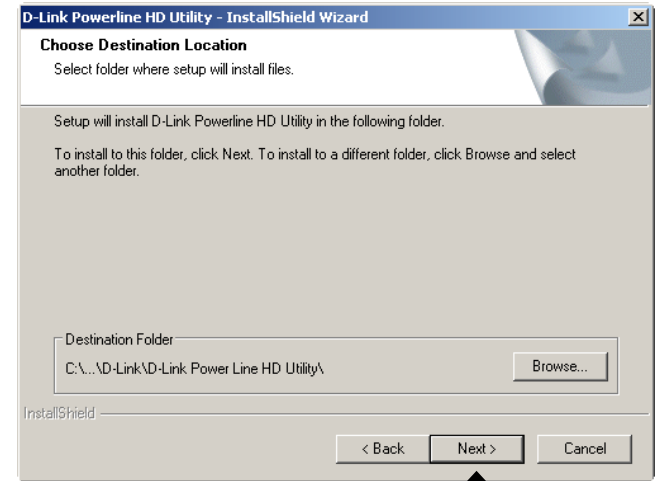 D-Link Powerline HD Utility - InstallShield Wizard
Choose Destination Location
Select folder where setup will install files.
Setup will install D-Link Powerline HD Utility in the following folder.
To install to this folder, click Next. To install to a different folder, click Browse and select
another folder.
Destination Folder
C:\...\D-Link\D-Link Power Line HD Utility\
Browse...
InstallShield
< Back
Next >
Cancel